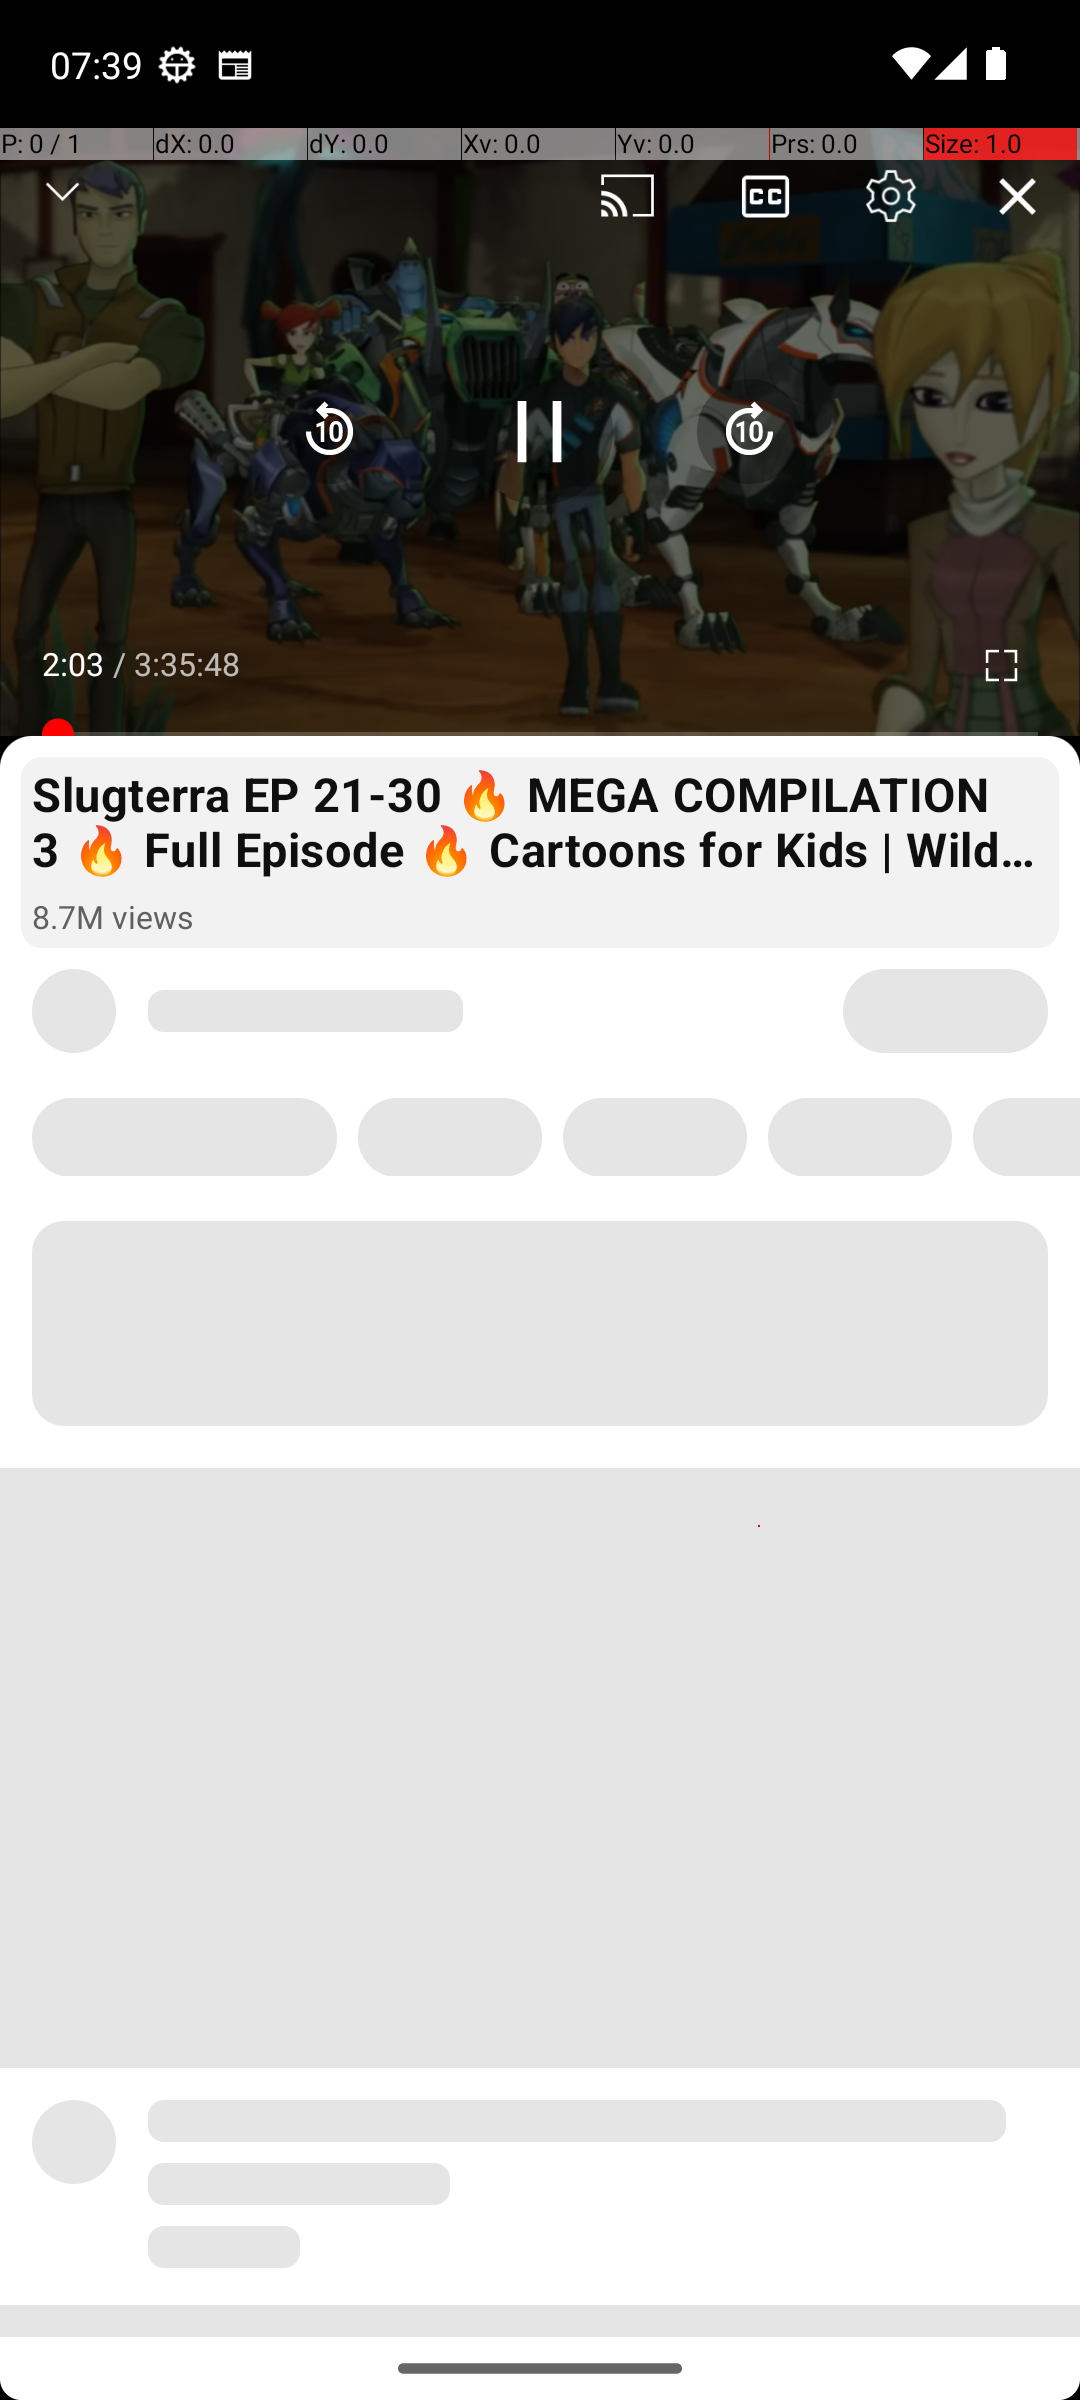 07:39
P: 0 / 1 dX: 0.0 dY: 0.0 Xv: 0.0 Yv: 0.0 Prs: 0.0 Size: 1.0
CC
10 10
2:03 / 3:35:48
Slugterra EP 21-30 🔥 MEGA COMPILATION
3 🔥 Full Episode 🔥 Cartoons for Kids | Wild...
8.7M views